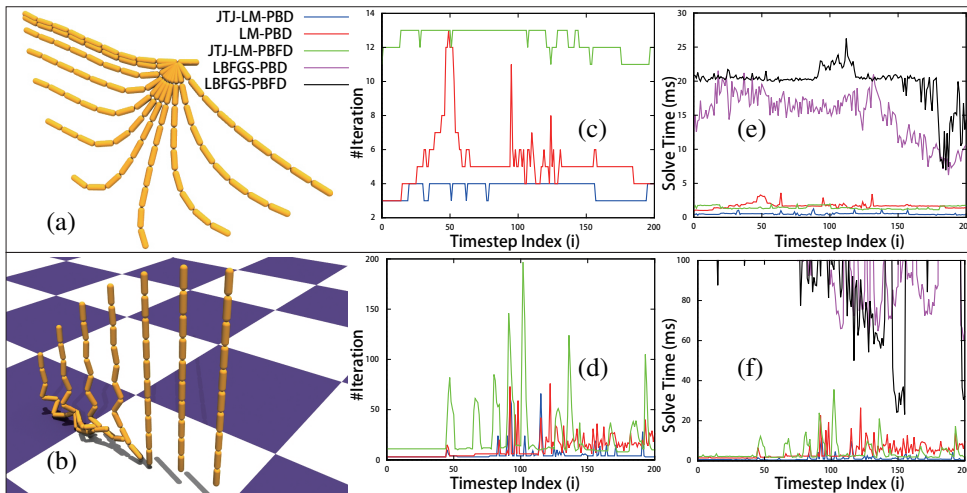 JTJ-LM-PBD
LM-PBD
JTJ-LM-PBFD
LBFGS-PBD
LBFGS-PBFD
(a)
14
12
10
8
6
4
2
#Iteration
(c)
0 50 100 150 200
Timestep Index (i)
30
25
20
15
10
5
0
Solve Time (ms)
(e)
0 50 100 150 200
Timestep Index (i)
(b)
200
150
100
50
0
#Iteration
(d)
0 50 100 150 200
Timestep Index (i)
100
80
60
40
20
0
Solve Time (ms)
(f)
0 50 100 150 200
Timestep Index (i)